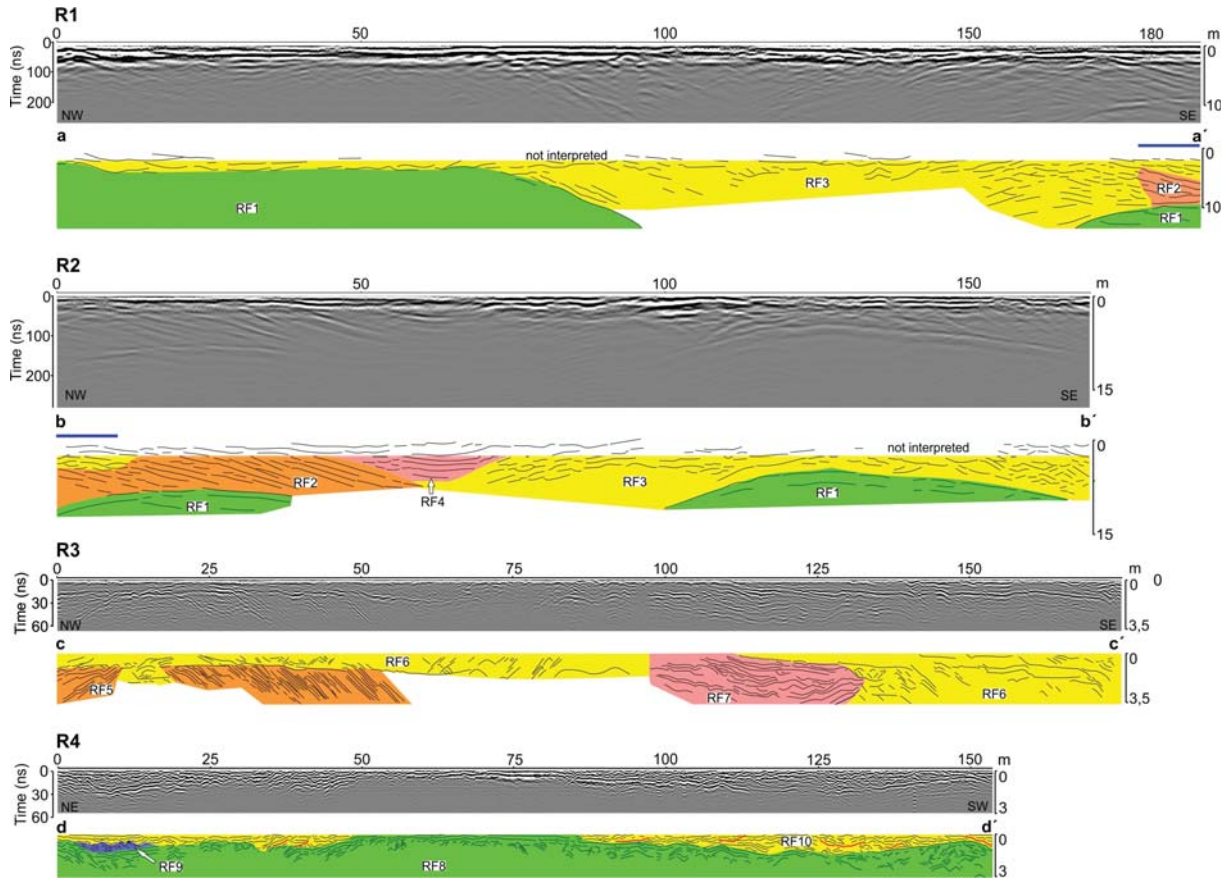 R1
0 50 100 150 180 m
Time (ns)
0
100
200
0
10
NW SE
a a´
not interpreted
0
10
RF3
RF2
RF1
RF1
R2
0 50 100 150 m
Time (ns)
0
100
200
0
15
NW SE
b b´
not interpreted
0
15
RF2
RF3
RF1
RF1
RF4
R3
0 25 50 75 100 125 150 m
Time (ns)
0
30
60
0 0
3,5
NW SE
c c´
RF6
0
3,5
RF5
RF7
RF6
R4
0 25 50 75 100 125 150 m
Time (ns)
0
30
60
0
3
NE SW
d d´
0
3
RF10
RF9
RF8